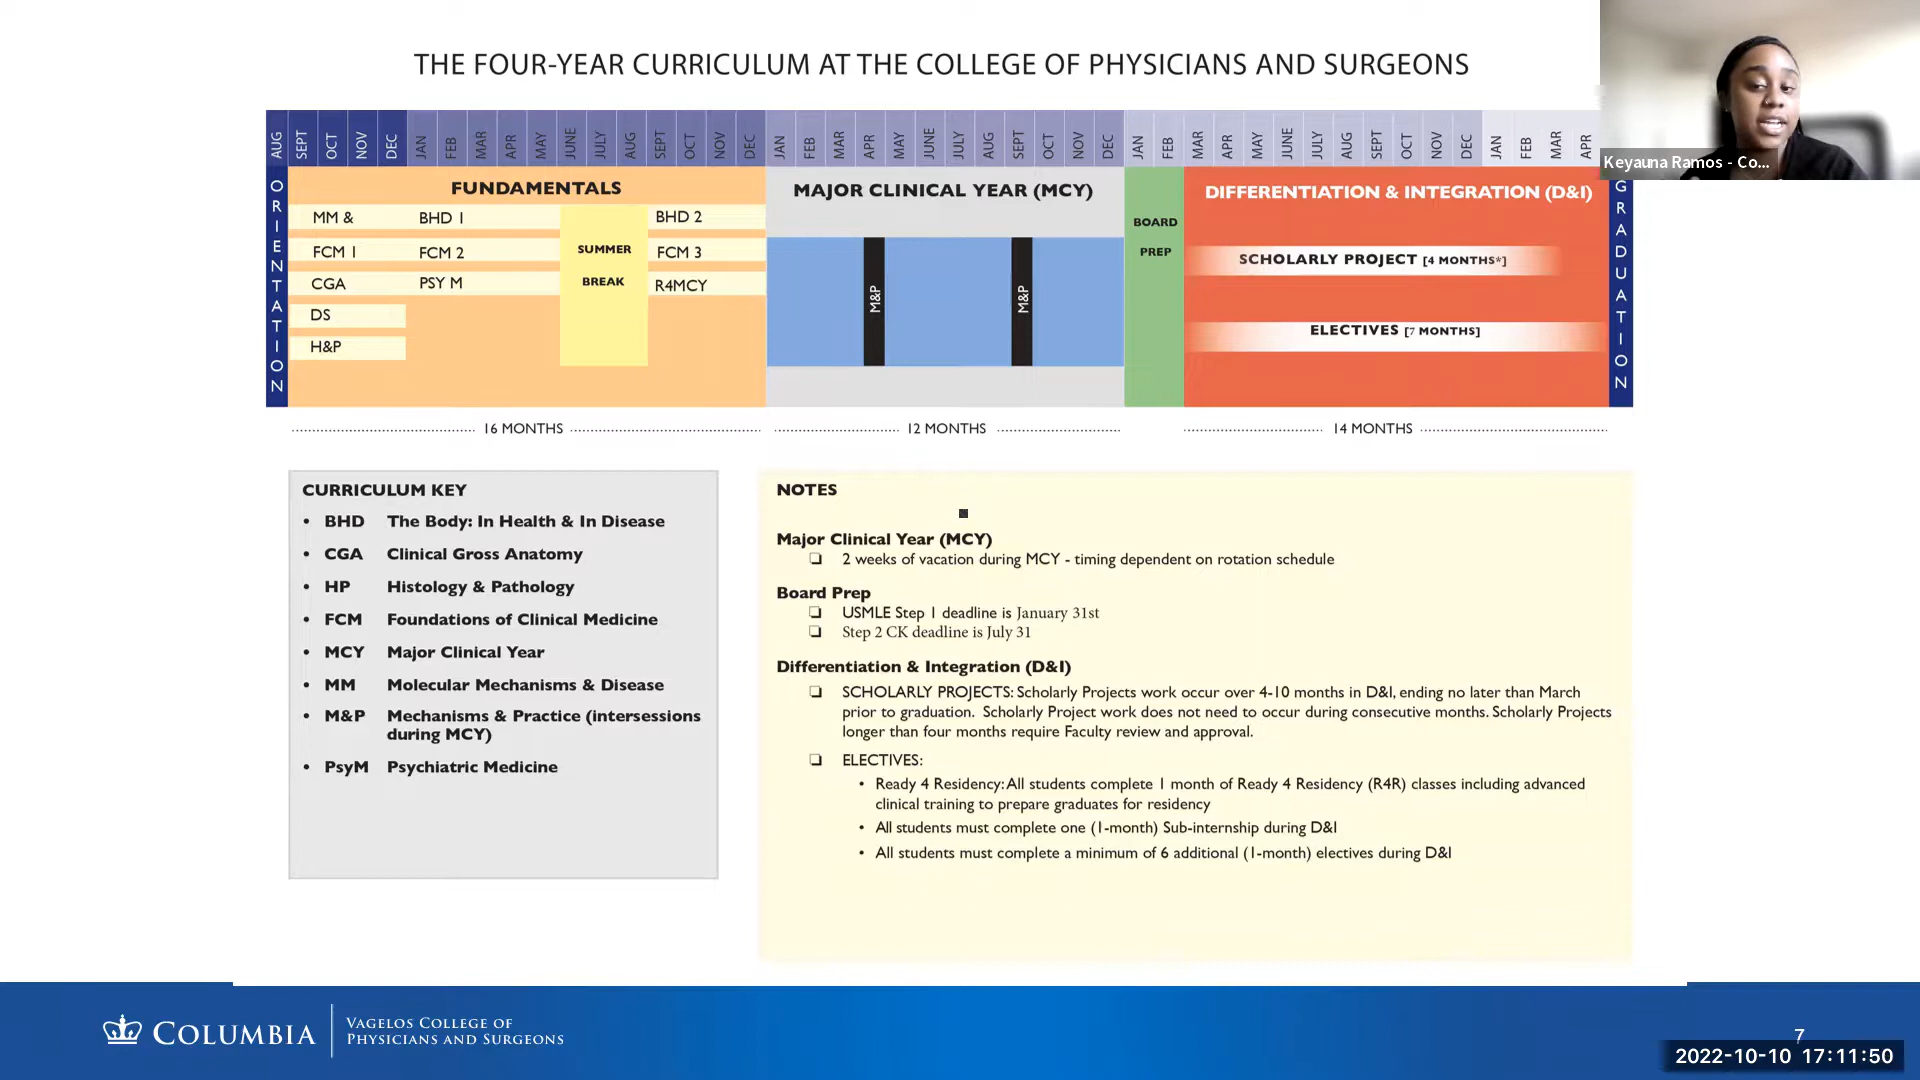 THE FOUR-YEAR CURRICULUM AT THE COLLEGE OF PHYSICIANS AND SURGEONS
Keyauna Ramos - Co...
AUG SEPT OCT NOV DEC JAN FEB MAR APR MAY JUNE JULY AUG SEPT OCT NOV DEC JAN FEB MAR APR MAY JUNE JULY AUG SEPT OCT NOV DEC JAN FEB MAR APR MAY JUNE JULY AUG SEPT OCT NOV DEC JAN FEB MAR APR
ORIENTATION
FUNDAMENTALS
MM & BHD 1 BHD 2
FCM 1 FCM 2 FCM 3
CGA PSY M R4MCY
DS
H&P
SUMMER
BREAK
MAJOR CLINICAL YEAR (MCY)
M&P
M&P
BOARD
PREP
DIFFERENTIATION & INTEGRATION (D&I)
SCHOLARLY PROJECT [4 MONTHS*]
ELECTIVES [7 MONTHS]
GRADUATION
16 MONTHS 12 MONTHS 14 MONTHS
CURRICULUM KEY
• BHD The Body: In Health & In Disease
• CGA Clinical Gross Anatomy
• HP Histology & Pathology
• FCM Foundations of Clinical Medicine
• MCY Major Clinical Year
• MM Molecular Mechanisms & Disease
• M&P Mechanisms & Practice (intersessions
during MCY)
• PsyM Psychiatric Medicine
NOTES
Major Clinical Year (MCY)
❏ 2 weeks of vacation during MCY - timing dependent on rotation schedule
Board Prep
❏ USMLE Step 1 deadline is January 31st
❏ Step 2 CK deadline is July 31
Differentiation & Integration (D&I)
❏ SCHOLARLY PROJECTS: Scholarly Projects work occur over 4-10 months in D&I, ending no later than March
prior to graduation. Scholarly Project work does not need to occur during consecutive months. Scholarly Projects
longer than four months require Faculty review and approval.
❏ ELECTIVES:
• Ready 4 Residency: All students complete 1 month of Ready 4 Residency (R4R) classes including advanced
clinical training to prepare graduates for residency
• All students must complete one (1-month) Sub-internship during D&I
• All students must complete a minimum of 6 additional (1-month) electives during D&I
COLUMBIA
VAGELOS COLLEGE OF
PHYSICIANS AND SURGEONS
7
2022-10-10 17:11:50